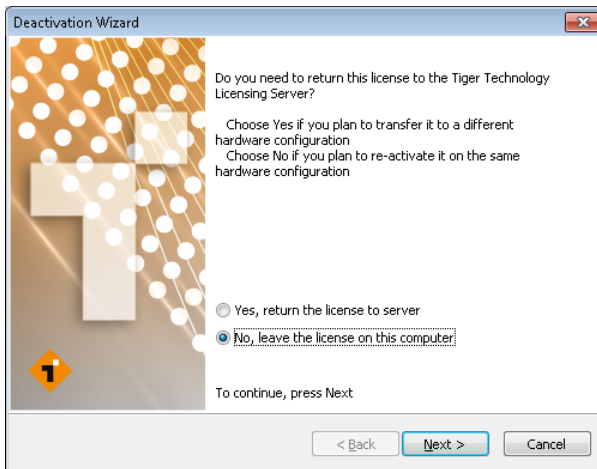 Deactivation Wizard
Do you need to return this license to the Tiger Technology
Licensing Server?
Choose Yes if you plan to transfer it to a different
hardware configuration
Choose No if you plan to re-activate it on the same
hardware configuration
Yes, return the license to server
No, leave the license on this computer
To continue, press Next
< Back
Next >
Cancel